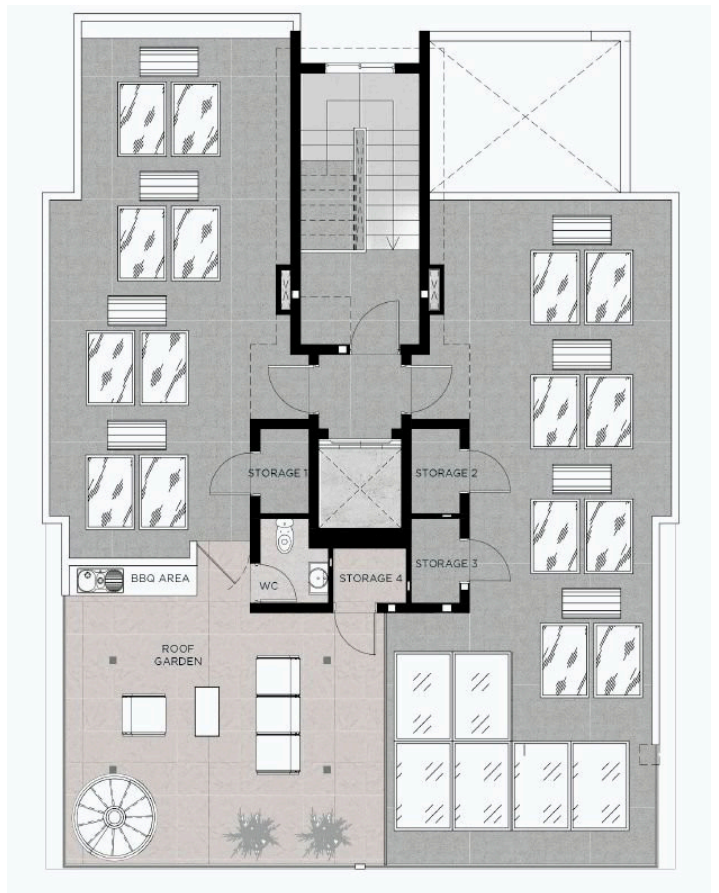 STORAGE 1
STORAGE 2
STORAGE 3
STORAGE 4
WC
BBQ AREA
ROOF
GARDEN